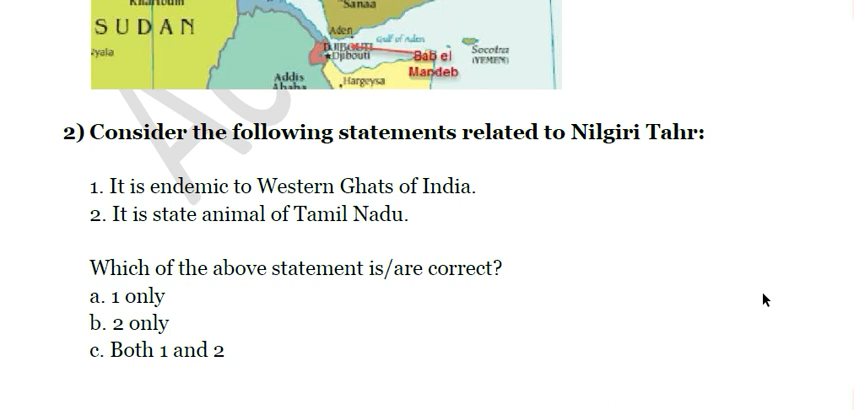 Sanaa
SUDAN
Aden
Gulf of Aden
DJIBOUTI
Djibouti
Bab el
Socotra
(YEMEN)
Mandeb
Addis
Hargeysa
2) Consider the following statements related to Nilgiri Tahr:
1. It is endemic to Western Ghats of India.
2. It is state animal of Tamil Nadu.
Which of the above statement is/are correct?
a. 1 only
b. 2 only
c. Both 1 and 2